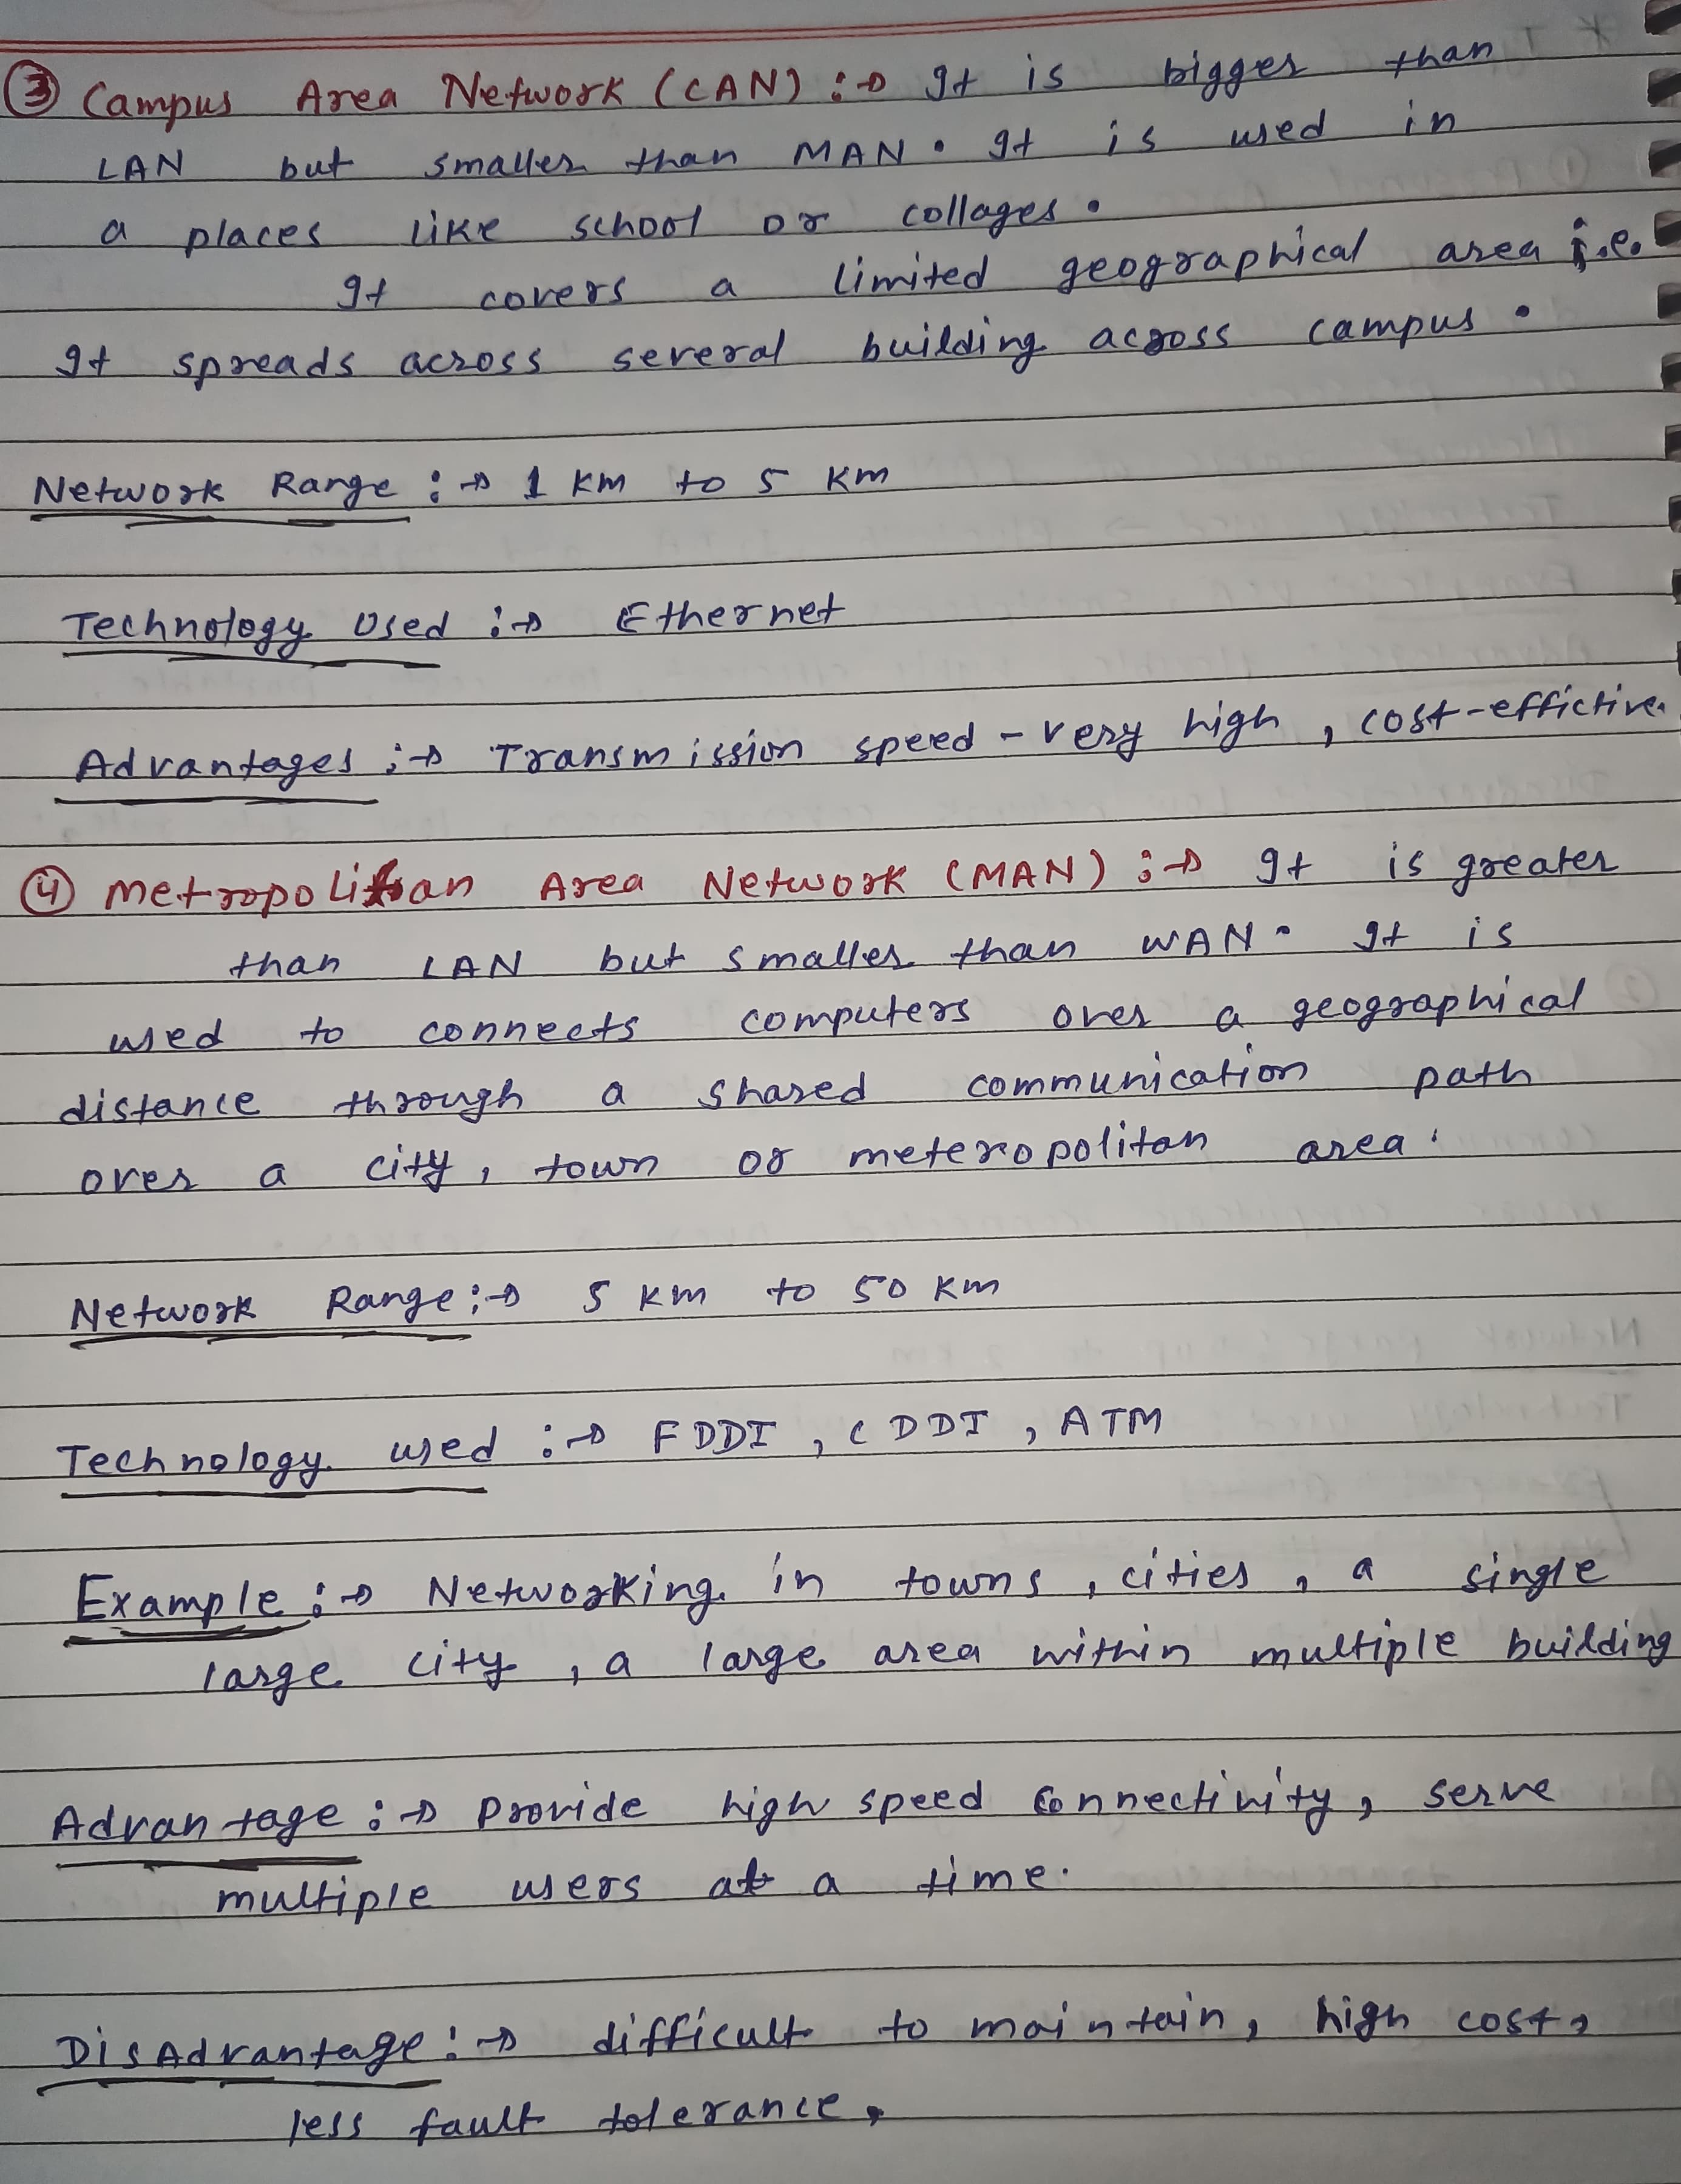 ③ Campus Area Network (CAN) :→ It is bigger than
LAN but smaller than MAN. It is used in
a places like school or collages.
It covers a limited geographical area i.e.
It spreads across several building across campus.
Network Range :→ 1 KM to 5 KM
Technology Used :→ Ethernet
Advantages :→ Transmission speed - very high, cost-effictive.
④ Metropolitan Area Network (MAN) :→ It is greater
than LAN but smaller than WAN. It is
used to connects computers over a geographical
distance through a shared communication path
over a city, town or meteropolitan area.
Network Range :→ 5 KM to 50 KM
Technology used :→ FDDI, CDDI, ATM
Example :→ Networking in towns, cities, a single
large city, a large area within multiple building
Advantage :→ Provide high speed connectivity, serve
multiple users at a time.
DisAdvantage :→ difficult to maintain, high cost,
less fault tolerance.